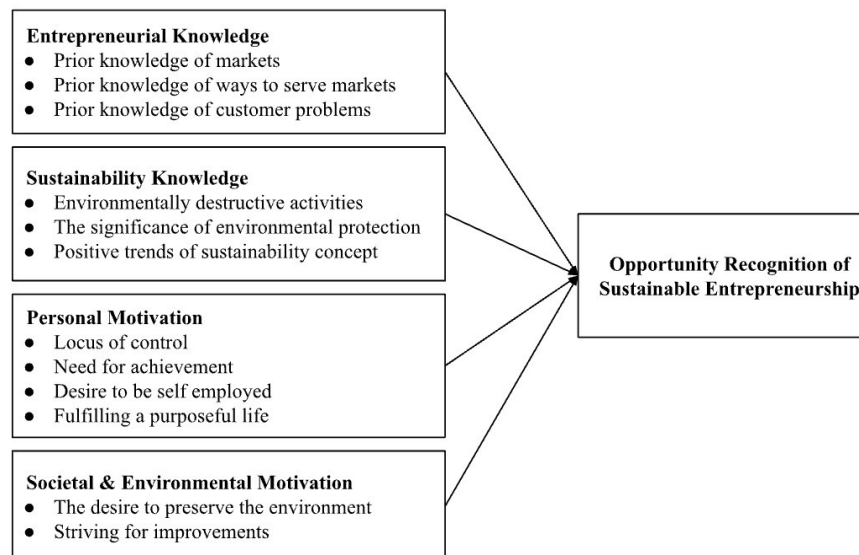 Entrepreneurial Knowledge
● Prior knowledge of markets
● Prior knowledge of ways to serve markets
● Prior knowledge of customer problems
Sustainability Knowledge
● Environmentally destructive activities
● The significance of environmental protection
● Positive trends of sustainability concept
Personal Motivation
● Locus of control
● Need for achievement
● Desire to be self employed
● Fulfilling a purposeful life
Societal & Environmental Motivation
● The desire to preserve the environment
● Striving for improvements
Opportunity Recognition of
Sustainable Entrepreneurship